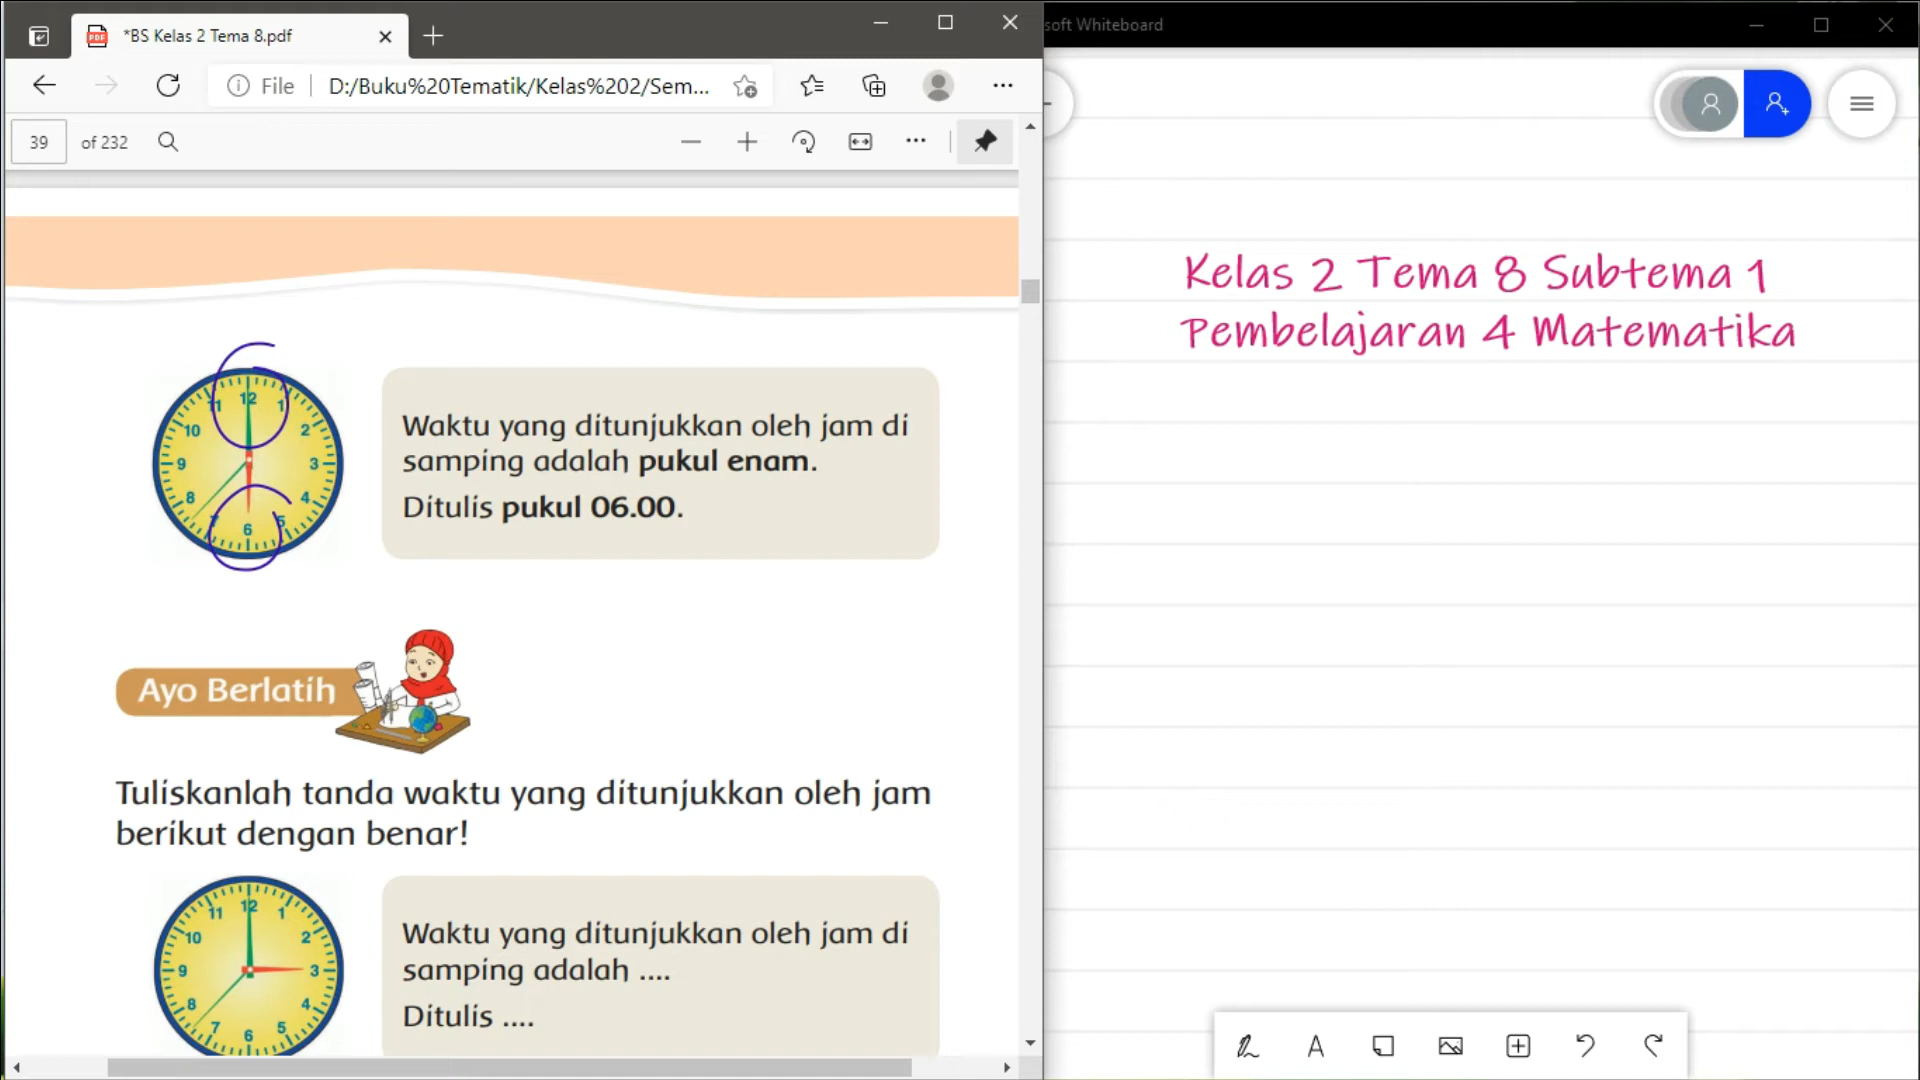 *BS Kelas 2 Tema 8.pdf
soft Whiteboard
File
D:/Buku%20Tematik/Kelas%202/Sem...
39 of 232
Kelas 2 Tema 8 Subtema 1
Pembelajaran 4 Matematika
12
11 1
10 2
9 3
8 4
7 5
6
Waktu yang ditunjukkan oleh jam di
samping adalah pukul enam.
Ditulis pukul 06.00.
Ayo Berlatih
Tuliskanlah tanda waktu yang ditunjukkan oleh jam
berikut dengan benar!
12
11 1
10 2
9 3
8 4
7 5
6
Waktu yang ditunjukkan oleh jam di
samping adalah ....
Ditulis ....